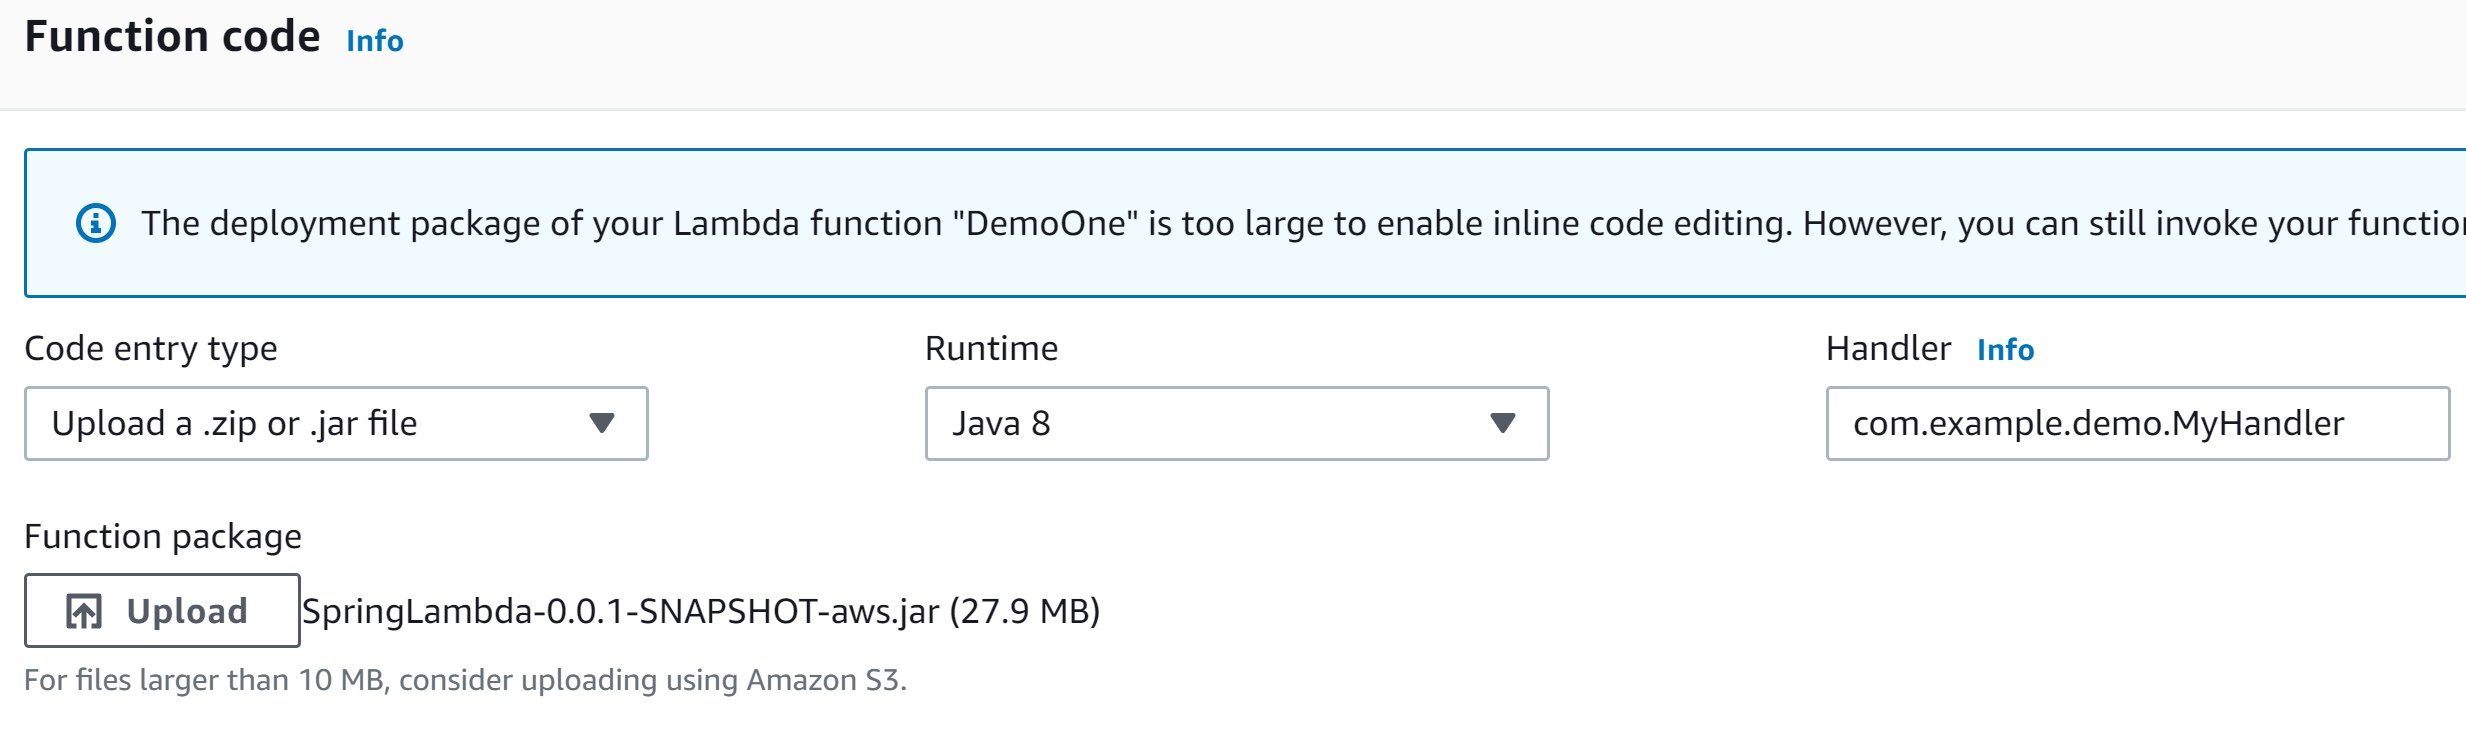 Function code Info
The deployment package of your Lambda function "DemoOne" is too large to enable inline code editing. However, you can still invoke your
Code entry type
Runtime
Handler Info
Upload a .zip or .jar file
Java 8
com.example.demo.MyHandler
Function package
Upload
SpringLambda-0.0.1-SNAPSHOT-aws.jar (27.9 MB)
For files larger than 10 MB, consider uploading using Amazon S3.